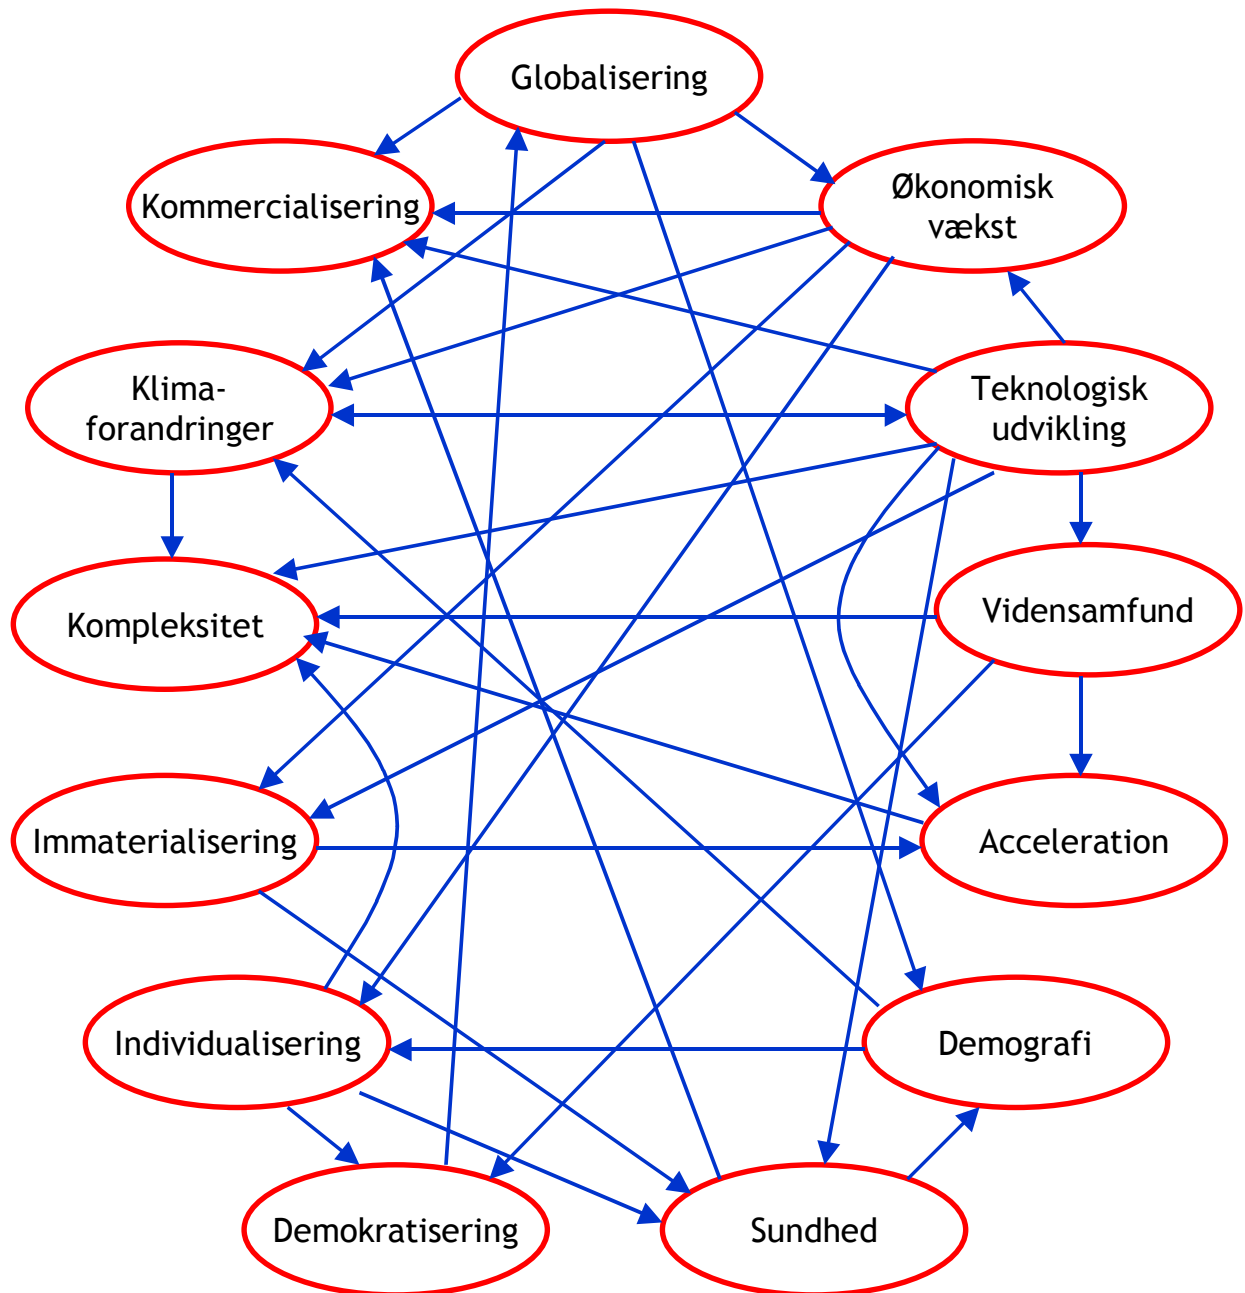 Globalisering
Kommercialisering
Økonomisk
vækst
Klima-
forandringer
Teknologisk
udvikling
Kompleksitet
Vidensamfund
Immaterialisering
Acceleration
Individualisering
Demografi
Demokratisering
Sundhed